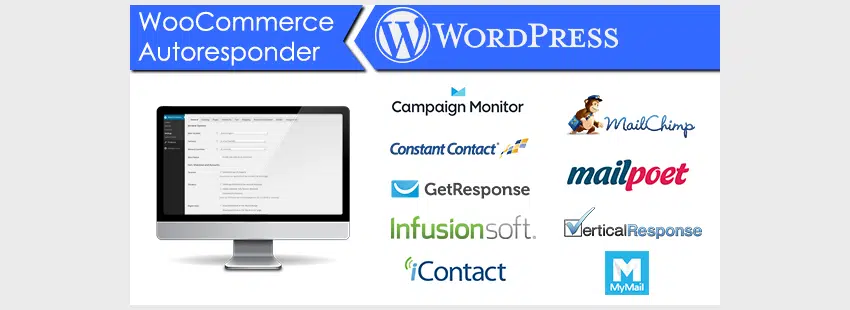 WooCommerce
Autoresponder
WORDPRESS
Campaign Monitor
MailChimp
Constant Contact®
mailpoet
GetResponse
Infusionsoft.
VerticalResponse
iContact
M
MyMail